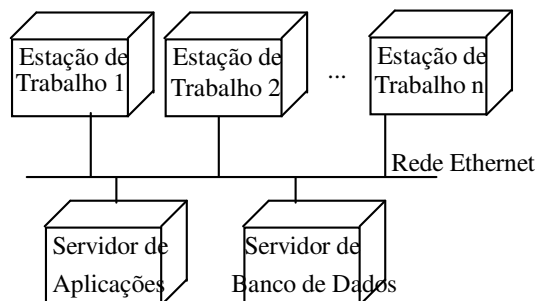 Estação de
Trabalho 1
Estação de
Trabalho 2
...
Estação de
Trabalho n
Rede Ethernet
Servidor de
Aplicações
Servidor de
Banco de Dados